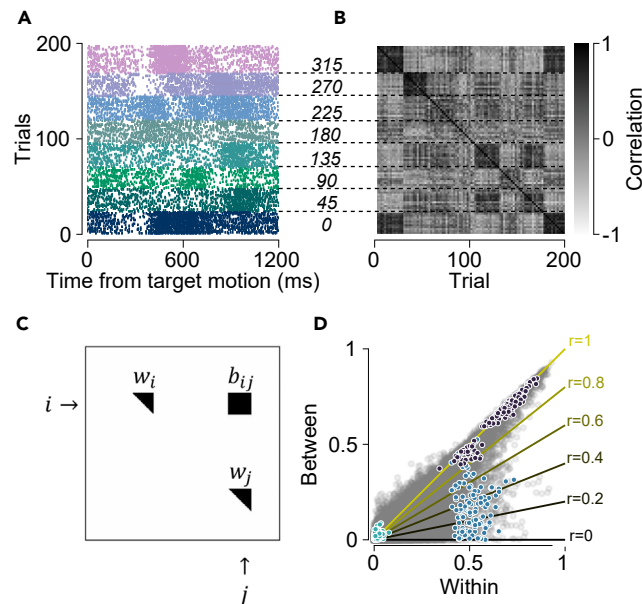 A
B
200
100
0
Trials
0
600
1200
Time from target motion (ms)
315
270
225
180
135
90
45
0
0
100
200
Trial
1
0
-1
Correlation
C
w_i
b_ij
i →
w_j
↑
j
D
1
0.5
0
Between
0
0.5
1
Within
r=1
r=0.8
r=0.6
r=0.4
r=0.2
r=0